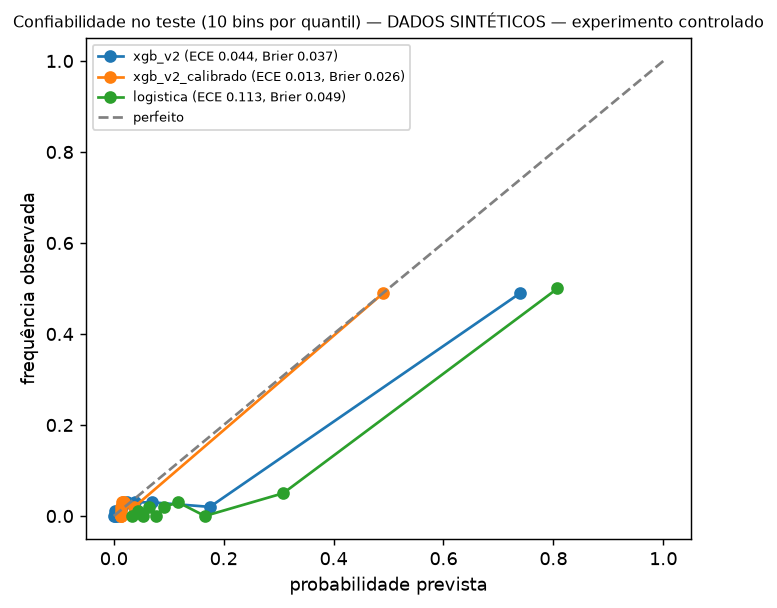 Confiabilidade no teste (10 bins por quantil) — DADOS SINTÉTICOS — experimento controlado
xgb_v2 (ECE 0.044, Brier 0.037)
xgb_v2_calibrado (ECE 0.013, Brier 0.026)
logistica (ECE 0.113, Brier 0.049)
perfeito
frequência observada
1.0
0.8
0.6
0.4
0.2
0.0
0.0 0.2 0.4 0.6 0.8 1.0
probabilidade prevista